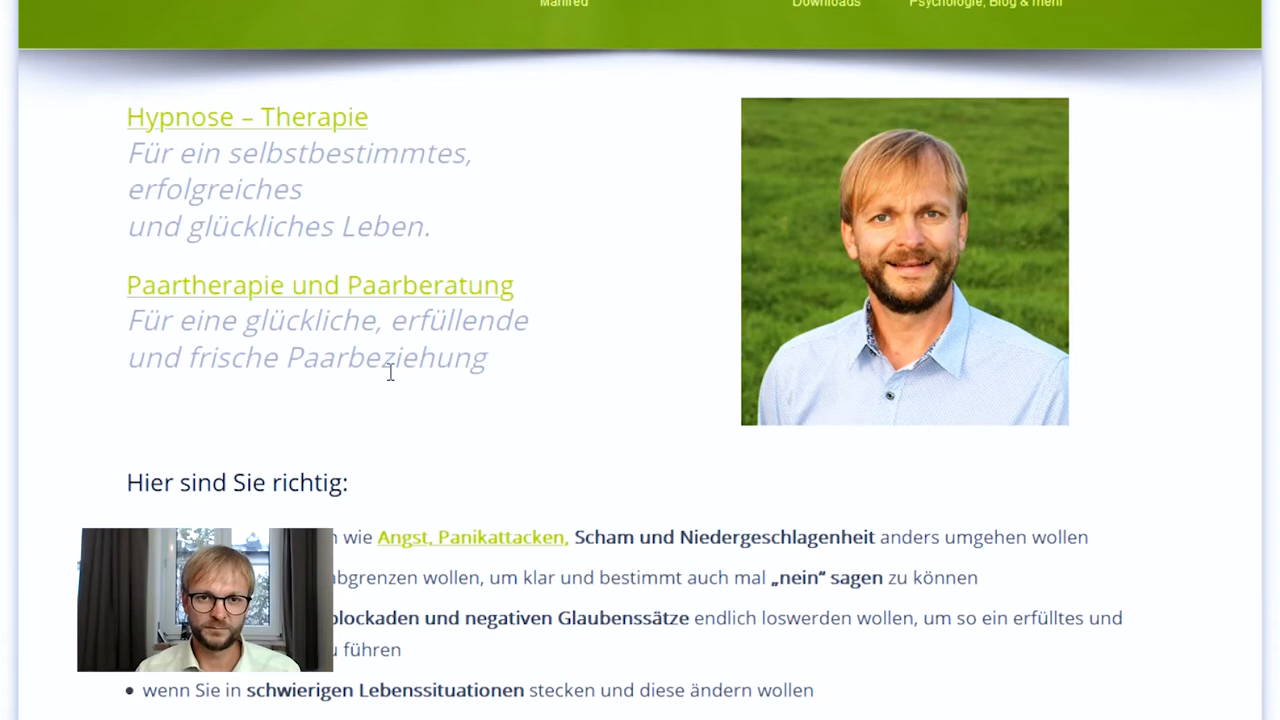 Manfred
Downloads
Psychologie, Blog & mehr
Hypnose – Therapie
Für ein selbstbestimmtes,
erfolgreiches
und glückliches Leben.
Paartherapie und Paarberatung
Für eine glückliche, erfüllende
und frische Paarbeziehung
Hier sind Sie richtig:
wie Angst, Panikattacken, Scham und Niedergeschlagenheit anders umgehen wollen
abgrenzen wollen, um klar und bestimmt auch mal „nein“ sagen zu können
blockaden und negativen Glaubenssätze endlich loswerden wollen, um so ein erfülltes und
führen
• wenn Sie in schwierigen Lebenssituationen stecken und diese ändern wollen